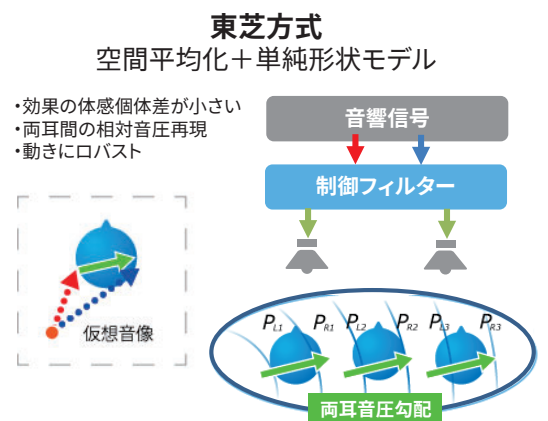 東芝方式
空間平均化＋単純形状モデル
・効果の体感個体差が小さい
・両耳間の相対音圧再現
・動きにロバスト
音響信号
制御フィルター
仮想音像
PL1 PR1 PL2 PR2 PL3 PR3
両耳音圧勾配